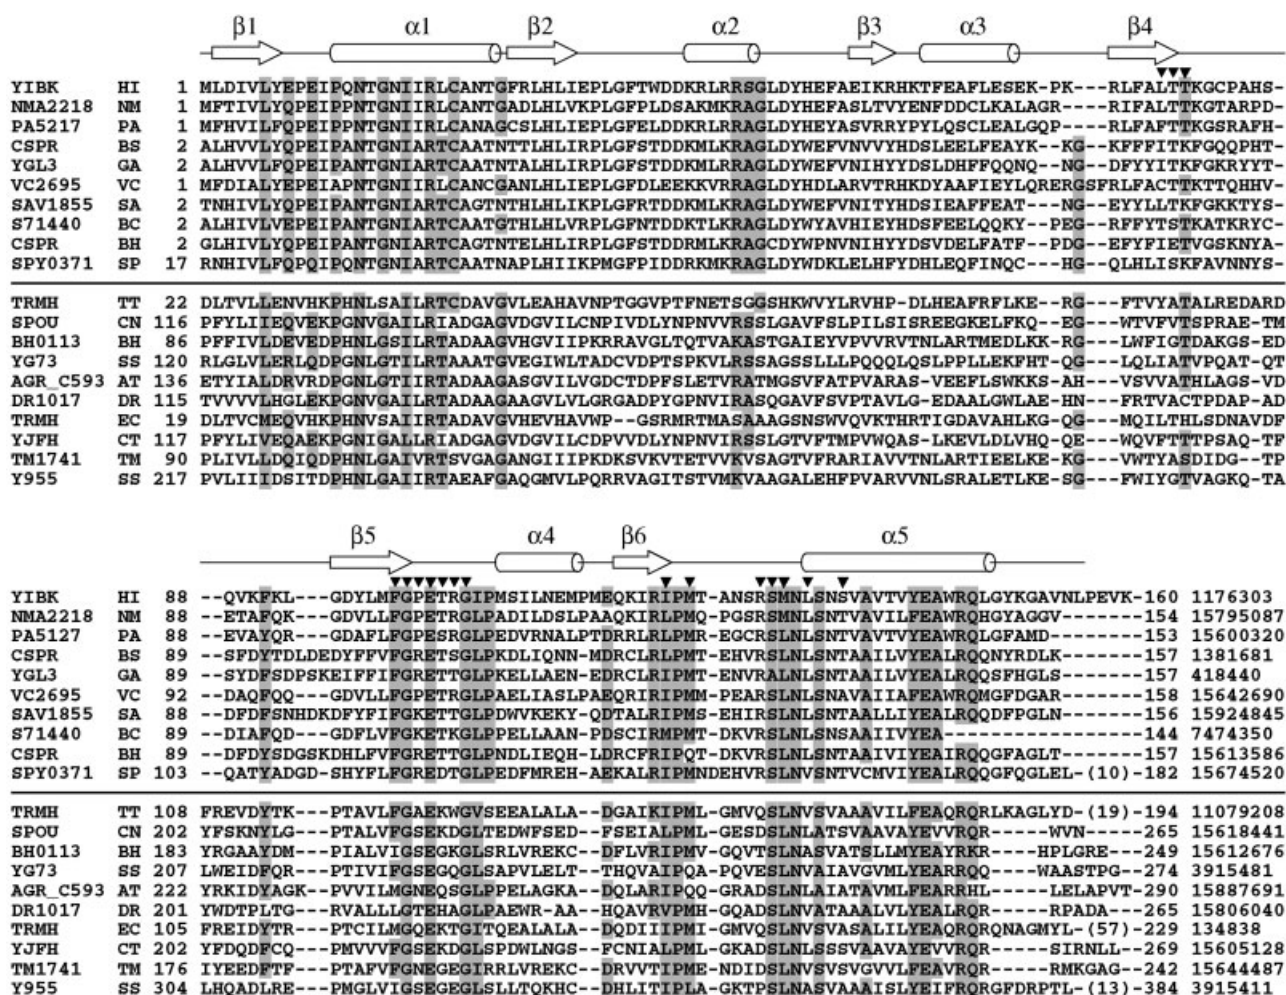 β1 α1 β2 α2 β3 α3 β4
YIBK HI 1 MLDIVLYEPEIPQNTGNIIRLCANTGFRLHLIEPLGFTWDDKRLRRSGLDYHEFAEIKRHKTFEAFLESEK-PK---RLFALTTKGCPAHS-
NMA2218 NM 1 MFTIVLYQPEIPPNTGNIIRLCANTGADLHLVKPLGFPLDSAKMKRAGLDYHEFASLTVYENFDDCLKALAGR----RIFALTTKGTARPD-
PA5217 PA 1 MFHVILFQPEIPPNTGNIIRLCANAGCSLHLIEPLGFELDDKRLRRAGLDYHEYASVRRYPYLQSCLEALGQP----RLFAFTTKGSRAFH-
CSPR BS 2 ALHVVLYQPEIPANTGNIARTCAATNTTLHLIRPLGFSTDDKMLKRAGLDYWEFVNVVYHDSLEELFEAYK--KG--KFFFITKFGQQPHT-
YGL3 GA 2 ALHVVLFQPEIPANTGNIARTCAATNTALHLIRPLGFSTDDKMLKRAGLDYWEFVNIHYYDSLDHFFQQNQ---NG--DFYYITKFGKRYYT-
VC2695 VC 1 MFDIALYEPEIAPNTGNIIRLCANCGANLHLIEPLGFDLEEKKVRRAGLDYHDLARVTRHKDYAAFIEYLQRERGSFRLFACTTKTTQHHV-
SAV1855 SA 2 TNHIVLYQPEIPANTGNIARTCAGTNTHLHLIKPLGFRTDDKMLKRAGLDYWEFVNITYHDSIEAFFEAT----NG--EYYLLTKFGKKTYS-
S71440 BC 2 ALHIVLVEPEIPANTGNIARTCAATGTHLHLVRPLGFNTDDKTLKRAGLDYWYAVHIEYHDSFEELQQKY--PEG---RFFYTSTKATKRYC-
CSPR BH 2 GLHIVLYQPEIPANTGNIARTCAGTNTELHLIRPLGFSTDDRMLKRAGCDYWPNVNIHYYDSVDELFATF--PDG---EFYFIETVGSKNYA-
SPY0371 SP 17 RNHIVLFQPQIPQNTGNIARTCAATNAPLHIIKPMGFPIDDRKMKRAGLDYWDKLELHFYDHLEQFINQC---HG---QLHLISKFAVNNYS-
TRMH TT 22 DLTVLLENVHKPHNLSAILRTCDAVGVLEAHAVNPTGGVPTFNETSGGSHKWVYLRVHP-DLHEAFRFLKE--RG---FTVYATALREDARD
SPOU CN 116 PFYLIIEQVEKPGNVGAILRIADGAGVDGVILCNPIVDLYNPNVVRSSLGAVFSLPILSISREEGKELFKQ--EG---WTVFVTSPRAE-TM
BH0113 BH 86 PFFIVLDEVEDPHNLGSILRTADAAGVHGVIIPKRRAVGLTQTVAKASTGAIEYVPVVRVTNLARTMEDLKK-RG---LWFIGTDAKGS-ED
YG73 SS 120 RLGLVLERLQDPGNLGTILRTAAATGVEGIWLTADCVDPTSPKVLRSSAGSSLLLPQQQLQSLPPLLEKFHT-QG---LQLIATVPQAT-QT
AGR_C593 AT 136 ETYIALDRVRDPGNLGTIIRTADAAGASGVILVGDCTDPFSLETVRATMGSVFATPVARAS-VEEFLSWKKS-AH---VSVVATHLAGS-VD
DR1017 DR 115 TVVVVLHGLEKPGNVGAILRTADAAGAAGVLVLGRGADPYGPNVIRASQGAVFSVPTAVLG-EDAALGWLAE-HN---FRTVACTPDAP-AD
TRMH EC 19 DLTVCMEQVHKPHNVSAIIRTADAVGVHEVHAVWP--GSRMRTMASAAAGSNSWVQVKTHRTIGDAVAHLKG--QG---MQILTHLSDNAVDF
YJFH CT 117 PFYLIVEQAEKPGNIGALLRIADGAGVDGVILCDPVVDLYNPNVIRSSLGTVFTMPVWQAS-LKEVLDLVHQ-QE---WQVFTTTPSAQ-TF
TM1741 TM 90 PLIVLLDQIQDPHNLGAIVRTSVGAGANGIIIPKDKSVKVTETVVKVSAGTVFRARIAVVTNLARTIEELKE-KG---VWTYASDIDG--TP
Y955 SS 217 PVLIIIDSITDPHNLGAIIRTAEAFGAQGMVLPQRRVAGITSTVMKVAAGALEHFPVARVVNLSRALETLKE-SG---FWIYGTVAGKQ-TA
β5 α4 β6 α5
YIBK HI 88 --QVKFKL---GDYLMFGPETRGIPMSILNEMPMEQKIRIPMT-ANSRSMNLSNSVAVTVYEAWRQLGYKGAVNLPEVK-160 1176303
NMA2218 NM 88 --ETAFQK---GDVLLFGPETRGLPADILDSLPAAQKIRLPMQ-PGSRSMNLSNTVAVILFEAWRQHGYAGGV------154 15795087
PA5127 PA 88 --EVAYQR---GDAFLFGPESRGLPEDVRNALPTDRRLRLPMR-EGCRSLNLSNTVAVTVYEAWRQLGFAMD-------153 15600320
CSPR BS 89 --SFDYTDLDEDYFFVFGRETSGLPKDLIQNN-MDRCLRLPMT-EHVRSLNLSNTAAILVYEALRQQNYRDLK------157 1381681
YGL3 GA 89 --SYDFSDPSKEIFFIFGRETTGLPKELLAEN-EDRCLRIPMT-ENVRALNLSNTAAILVYEALRQQSFHGLS------157 418440
VC2695 VC 92 --DAQFQQ---GDVLLFGPETRGLPAELIASLPAEQRIRIPMM-PEARSLNLSNAVAIIAFEAWRQMGFDGAR------158 15642690
SAV1855 SA 88 --DFDFSNHDKDFYFIFGKETTGLPDWVKEKY-QDTALRIPMS-EHIRSLNLSNTAALLIYEALRQQDFPGLN------156 15924845
S71440 BC 89 --DIAFQD---GDFLFFGKETKGLPPELLAAN-PDSCIRMPMT-DKVRSLNLSNSAAIIVYEA----------------144 7474350
CSPR BH 89 --DFDYSDGSKDHLFVFGRETTGLPNDLIEQH-LDRCFRIPQT-DKVRSLNLSNTAAIVIYEAIRQQGFAGLT------157 15613586
SPY0371 SP 103 --QATYADGD-SHYFLFGREDTGLPEDFMREH-AEKALRIPMNDEHVRSLNVSNTVCMVIYEALRQQGFQGLEL-(10)-182 15674520
TRMH TT 108 FREVDYTK---PTAVLFGAEKWGVSEEALALA--DGAIKIPML-GMVQSLNVSVAAAVILFEAQRQRLKAGLYD-(19)-194 11079208
SPOU CN 202 YFSKNYLG---PTALVFGSEKDGLTEDWFSED--FSEIALPML-GESDSLNLATSVAAVAYEVVRQR-----WVN----265 15618441
BH0113 BH 183 YRGAAYDM---PIALVIGSEGKGLSRLVREKC--DFLVRIPMV-GQVTSLNASVATSLLMYEAYRKR-----HPLGRE---249 15612676
YG73 SS 207 LWEIDFQR---PTIVIFGSEGQGLSAPVLELT--THQVAIPQA-PQVESLNVAIAVGVMLFEAQRQ-----WAASTPG---274 3915481
AGR_C593 AT 222 YRKIDYAGK--PVVILMGNEQSGLPPELAGKA--DQLARIPQQ-GRADSLNLAIATAVMLFEARRHL-----LELAPVT-290 15887691
DR1017 DR 201 YWDTPLTG---RVALLLGTEHAGLPAEWR-AA--HQAVRVPMH-GQADSLNVATAAALVLYEALRQR-----RPADA---265 15806040
TRMH EC 105 FREIDYTR---PTCILMGQEKTGITQEALALA--DQDIIIPMI-GMVQSLNVSVASALILYEAQRQRQNAGMYL-(57)-229 134838
YJFH CT 202 YFDQDFCQ---PMVVVFGSEKDGLSPDWLNGS--FCNIALPML-GKADSLNLSSSVAAVAYEVVRQR-----SIRNLL---269 15605128
TM1741 TM 176 IYEEDFTF---PTAFVFGNEGEGIRRLVREKC--DRVVTIPME-NDIDSLNVSVSVGVVLFEAVRQR-----RMKGAG---242 15644487
Y955 SS 304 LHQADLRE---PMGLVIGSEGEGLSLLTQKHC--DHLITIPLA-GKTPSLNVSVAAAISLYEIFRQRGFDRPTL-(13)-384 3915411